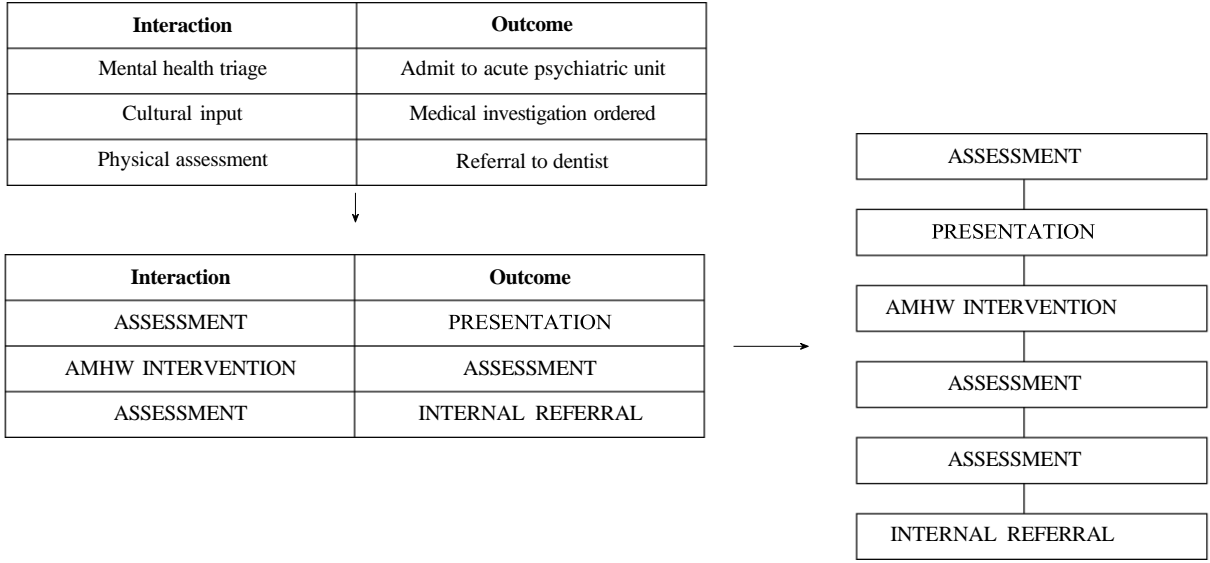 Interaction Outcome
Mental health triage Admit to acute psychiatric unit
Cultural input Medical investigation ordered
Physical assessment Referral to dentist
Interaction Outcome
ASSESSMENT PRESENTATION
AMHW INTERVENTION ASSESSMENT
ASSESSMENT INTERNAL REFERRAL
ASSESSMENT
PRESENTATION
AMHW INTERVENTION
ASSESSMENT
ASSESSMENT
INTERNAL REFERRAL